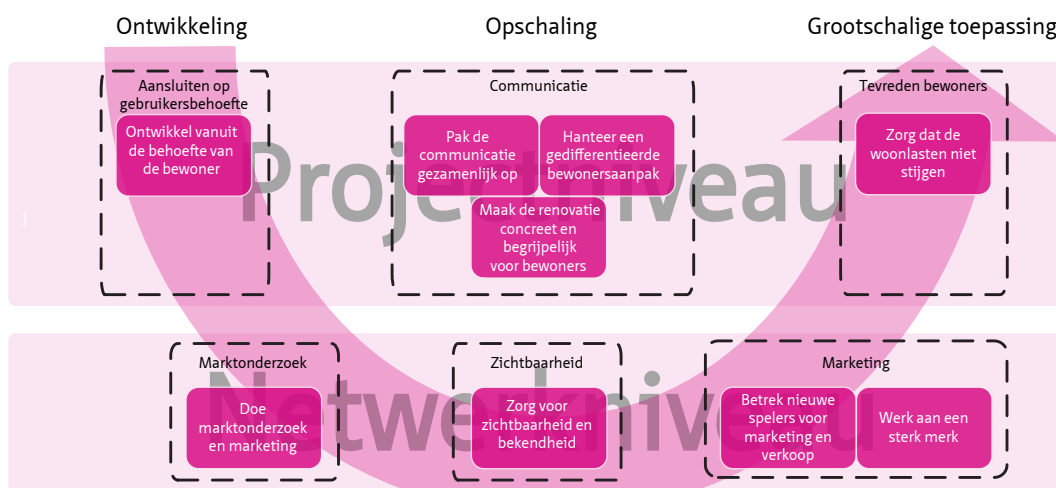 Ontwikkeling
Opschaling
Grootschalige toepassing
Projectniveau
Aansluiten op
gebruikersbehoefte
Ontwikkel vanuit
de behoefte van
de bewoner
Communicatie
Pak de
communicatie
gezamenlijk op
Hanteer een
gedifferentieerde
bewonersaanpak
Maak de renovatie
concreet en
begrijpelijk
voor bewoners
Tevreden bewoners
Zorg dat de
woonlasten niet
stijgen
)
Netwerkniveau
Marktonderzoek
Doe
marktonderzoek
en marketing
Zichtbaarheid
Zorg voor
zichtbaarheid en
bekendheid
Marketing
Betrek nieuwe
spelers voor
marketing en
verkoop
Werk aan een
sterk merk